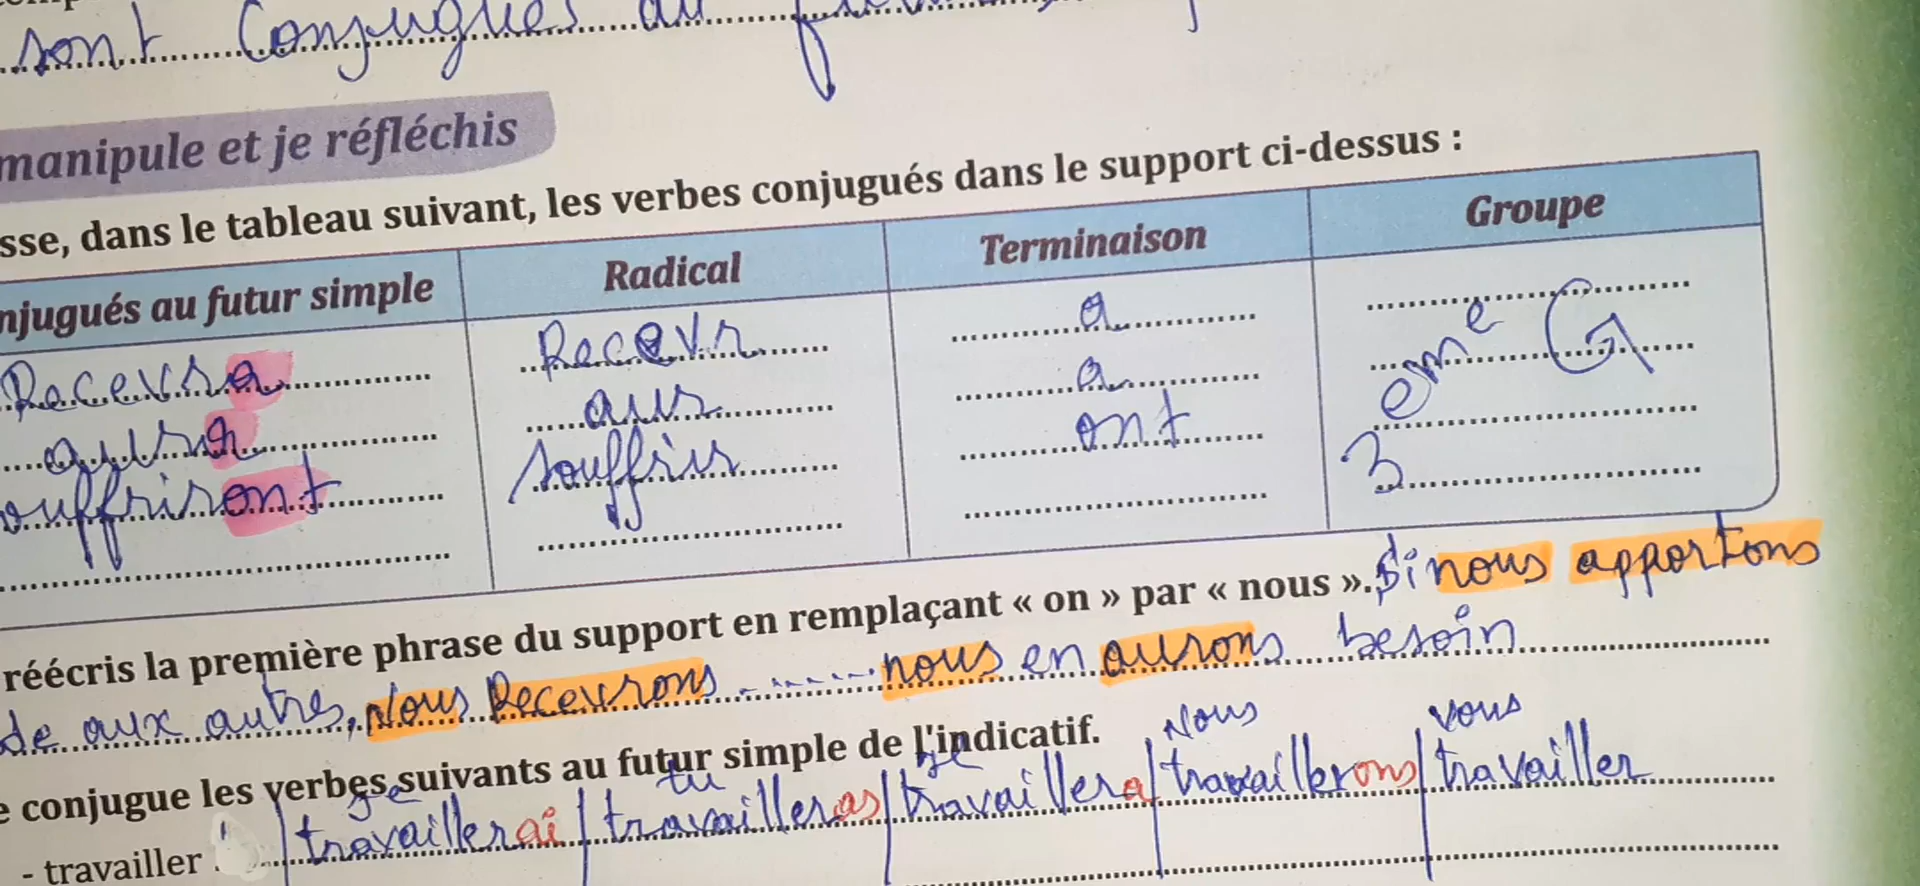 sont Conjugués au
manipule et je réfléchis
sse, dans le tableau suivant, les verbes conjugués dans le support ci-dessus :
njugués au futur simple Radical Terminaison Groupe
Recevra Recevr a
aura aur a
ouffriront souffrir ont
3 eme G
réécris la première phrase du support en remplaçant « on » par « nous ». Si nous apportons
de aux autres, Nous Recevrons ....... nous en aurons besoin
e conjugue les verbes suivants au futur simple de l'indicatif.
je tu Nous vous
- travailler : travaillerai / travailleras / travaillera / travaillerons / travailler